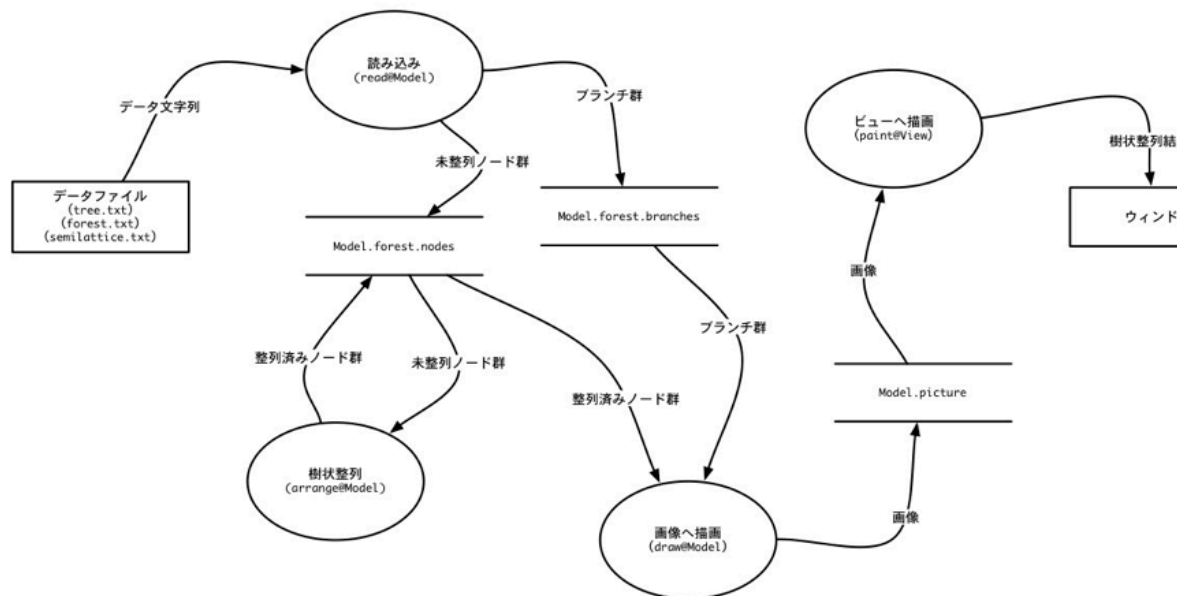 読み込み
(read@Model)
データ文字列
ブランチ群
ビューへ描画
(paint@View)
樹状整列結
未整列ノード群
データファイル
(tree.txt)
(forest.txt)
(semilattice.txt)
Model.forest.nodes
Model.forest.branches
ウィンド
画像
整列済みノード群
未整列ノード群
ブランチ群
整列済みノード群
Model.picture
樹状整列
(arrange@Model)
画像へ描画
(draw@Model)
画像